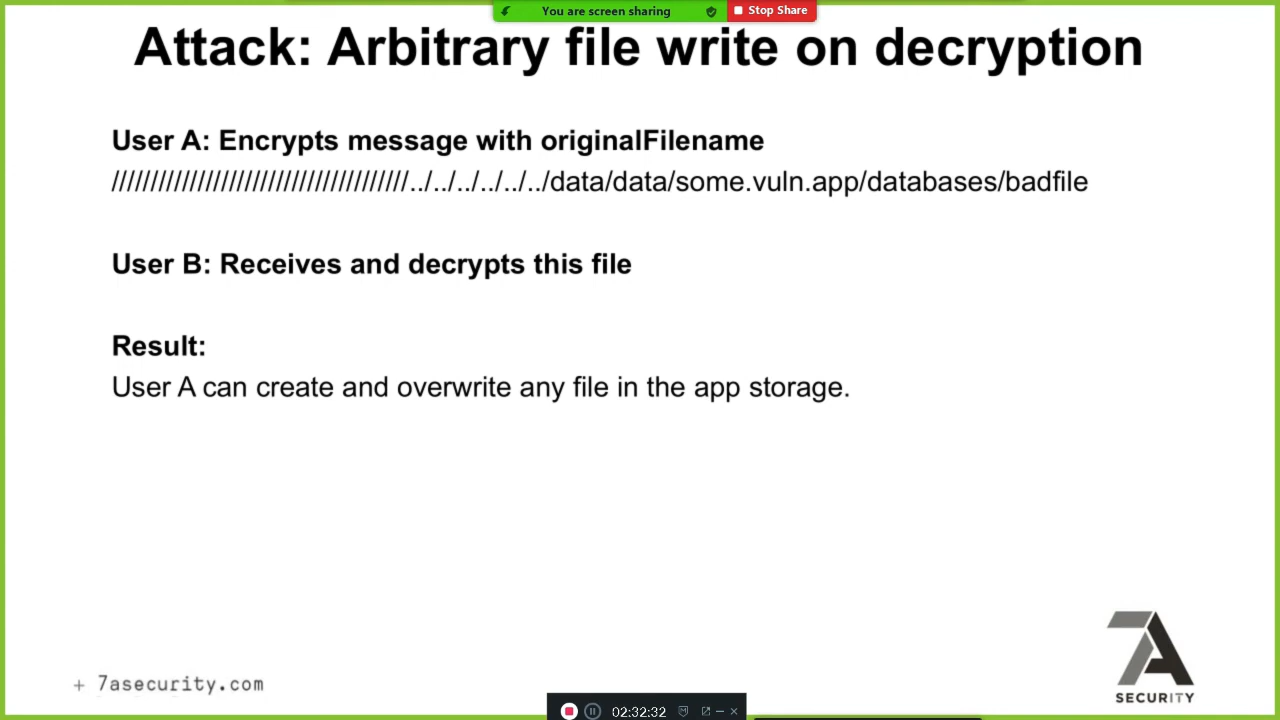 You are screen sharing
Stop Share
Attack: Arbitrary file write on decryption
User A: Encrypts message with originalFilename
//////////////////////////////////////../../../../../../data/data/some.vuln.app/databases/badfile
User B: Receives and decrypts this file
Result:
User A can create and overwrite any file in the app storage.
+ 7asecurity.com
7A
SECURITY
02:32:32